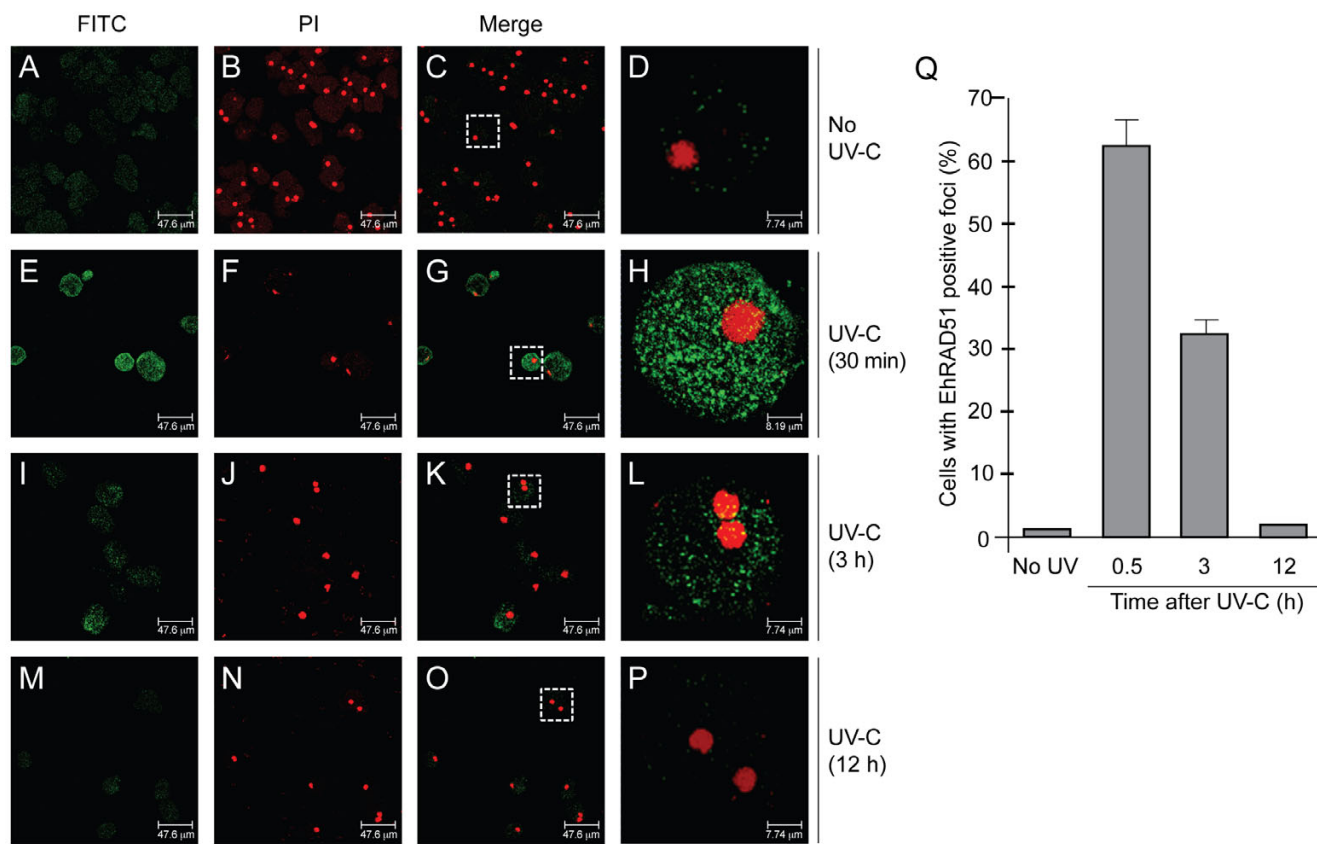 FITC PI Merge
A B C D
No
UV-C
47.6 µm 47.6 µm 47.6 µm 7.74 µm
E F G H
UV-C
(30 min)
47.6 µm 47.6 µm 47.6 µm 8.19 µm
I J K L
UV-C
(3 h)
47.6 µm 47.6 µm 47.6 µm 7.74 µm
M N O P
UV-C
(12 h)
47.6 µm 47.6 µm 47.6 µm 7.74 µm
Q
Cells with EhRAD51 positive foci (%)
70
60
50
40
30
20
10
0
No UV 0.5 3 12
Time after UV-C (h)